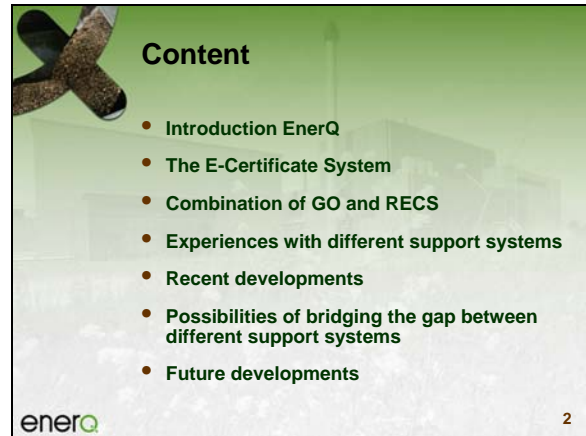 Content
• Introduction EnerQ
• The E-Certificate System
• Combination of GO and RECS
• Experiences with different support systems
• Recent developments
• Possibilities of bridging the gap between
different support systems
• Future developments
enerQ
2